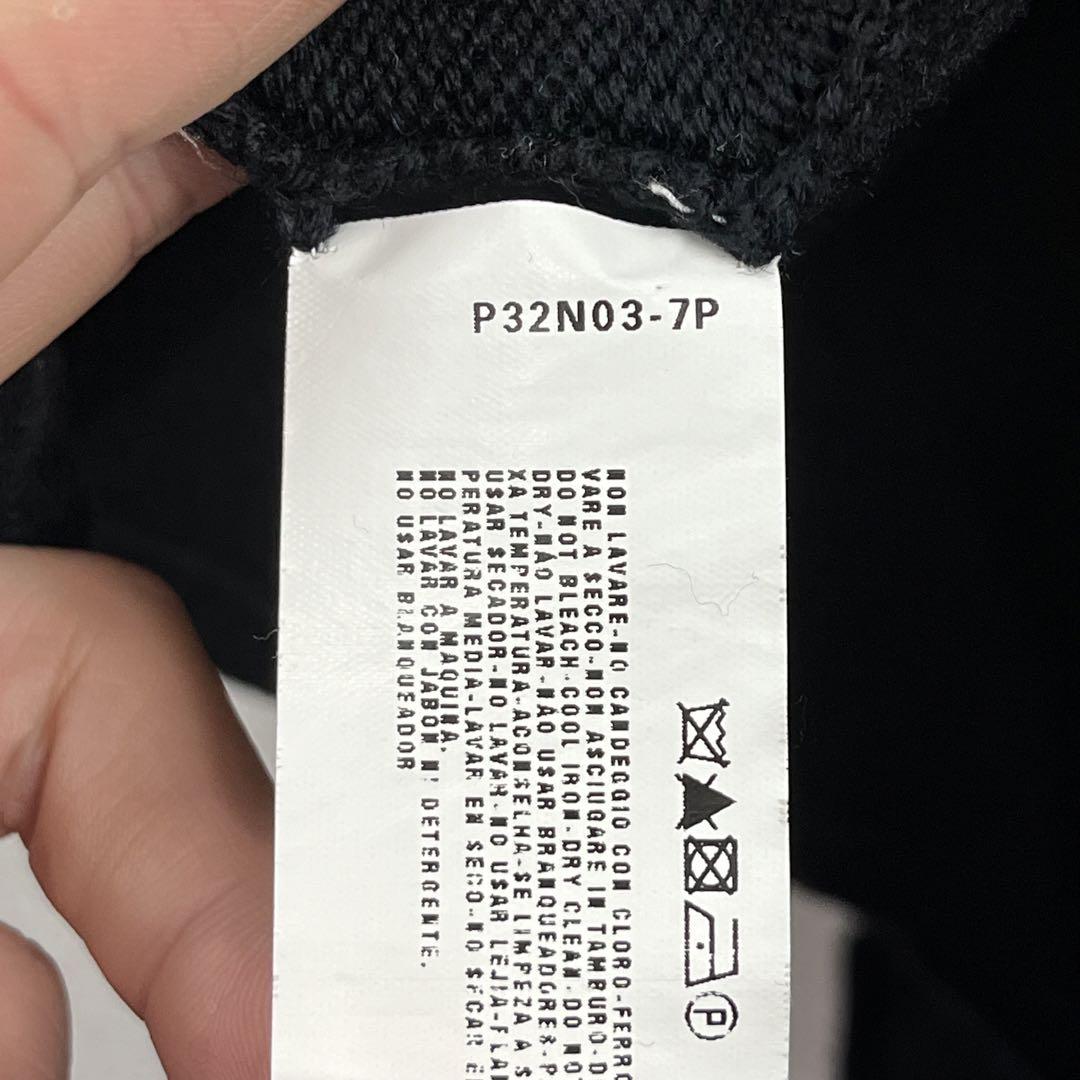 P32N03-7P
NON LAVARE-NO CANDEGGIO CON CLORO-FERRO
VARE A SECCO-NON ASCIUGARE IN TAMBURO-D
DO NOT BLEACH-COOL IRON-DRY CLEAN-DO NOT
DRY-NÃO LAVAR-NÃO USAR BRANQUEADORES-P
XA TEMPERATURA-ACONSELHA-SE LIMPEZA A S
USAR SECADOR-NO LAVAR-NO USAR LEJIA-PLA
PERATURA MEDIA-LAVAR EN SECO-NO SECAR E
NO LAVAR A MAQUINA.
NO LAVAR CON JABON NI DETERGENTE.
NO USAR BLANQUEADOR
P